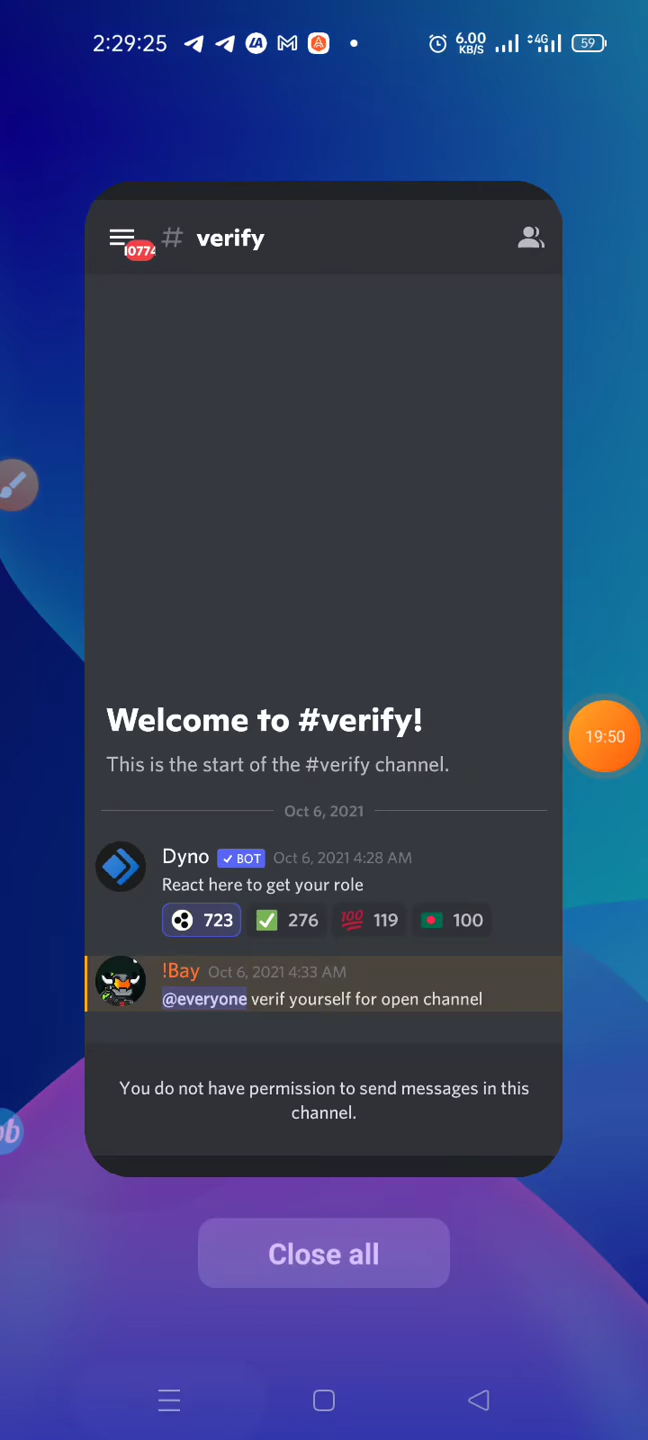 2:29:25 6.00 KB/S 4G 59
verify
Welcome to #verify!
This is the start of the #verify channel.
Oct 6, 2021
Dyno BOT Oct 6, 2021 4:28 AM
React here to get your role
723 276 100 119 100
!Bay Oct 6, 2021 4:33 AM
@everyone verif yourself for open channel
You do not have permission to send messages in this
channel.
19:50
Close all